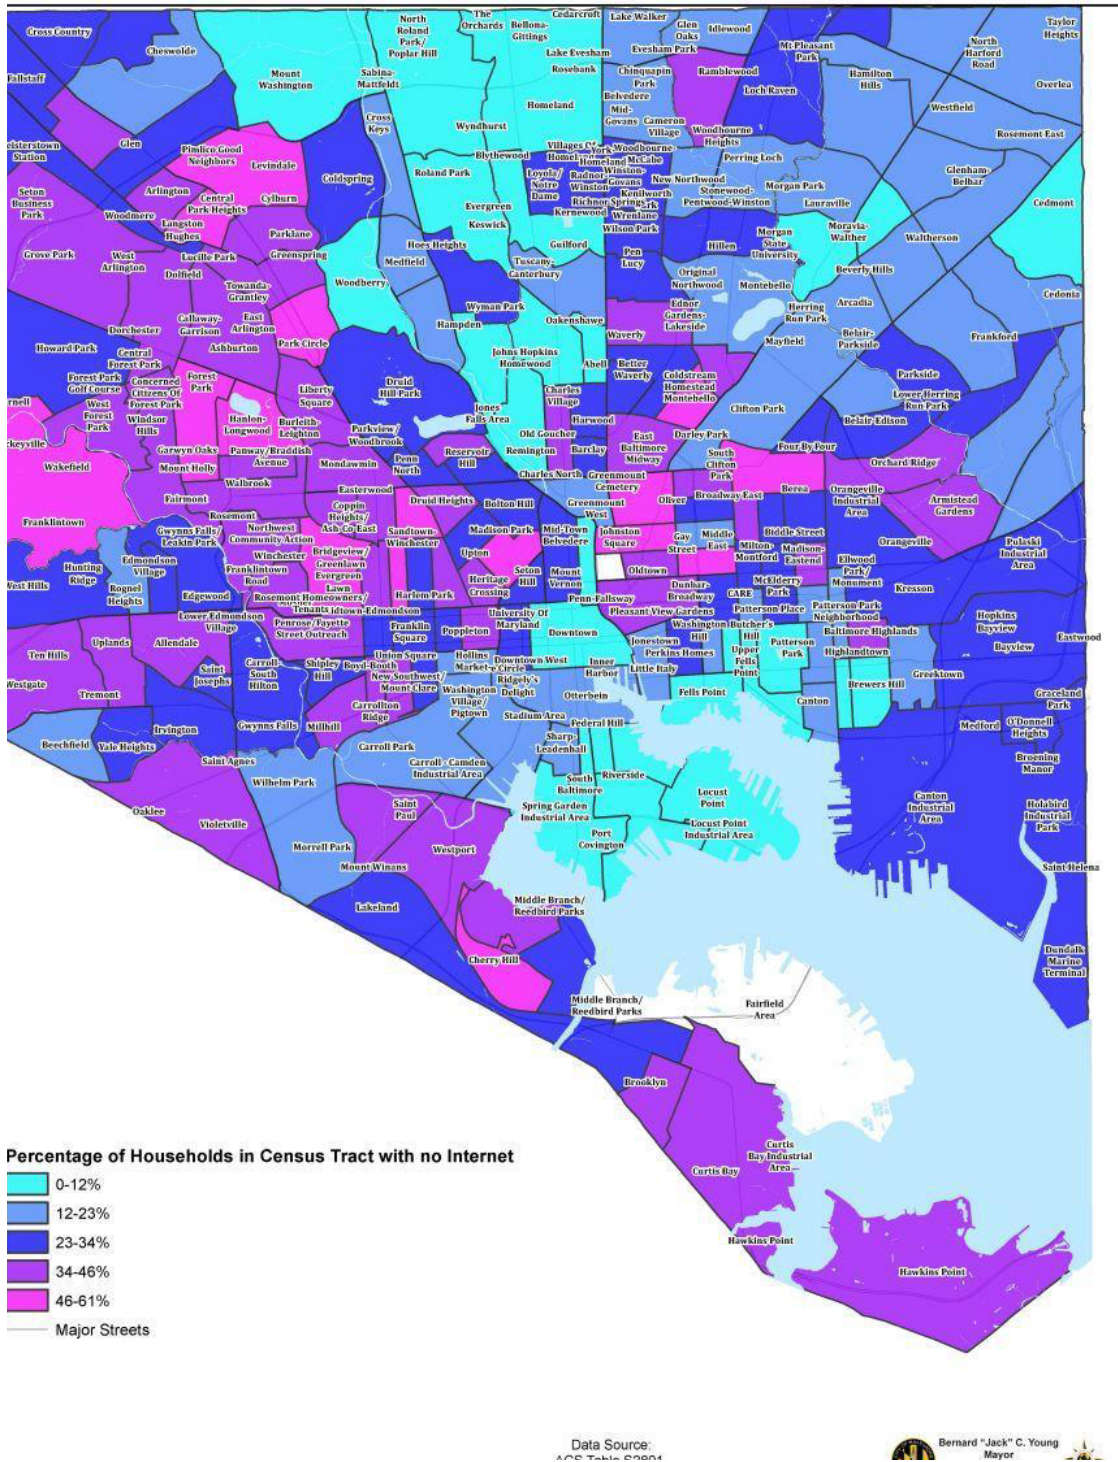 Cross Country
Cheswolde
Fallstaff
Mount
Washington
North
Roland
Park/
Poplar Hill
The
Orchards
Bellona-
Gittings
Cedarcroft
Lake Evesham
Rosebank
Homeland
Wyndhurst
Sabina-
Mattfeldt
Cross
Keys
Lake Walker
Glen
Oaks
Idlewood
Evesham Park
Chinquapin
Park
Belvedere
Mid-
Govans
Cameron
Village
Ramblewood
Woodbourne
Heights
Mt Pleasant
Park
Loch Raven
Hamilton
Hills
North
Harford
Road
Taylor
Heights
Overlea
Westfield
Rosemont East
Glenham-
Belhar
Cedmont
Glen
Pimlico Good
Neighbors
Levindale
Coldspring
Seton
Business
Park
Arlington
Central
Park Heights
Cylburn
Woodmere
Langston
Hughes
Parklane
Grove Park
West
Arlington
Lucille Park
Dolfield
Greenspring
Towanda-
Grantley
Callaway-
Garrison
East
Arlington
Ashburton
Park Circle
Dorchester
Woodberry
Hoes Heights
Medfield
Roland Park
Blythewood
Evergreen
Keswick
Guilford
Tuscany-
Canterbury
Wyman Park
Hampden
Oakenshawe
Johns Hopkins
Homewood
Abell
Charles
Village
Harwood
Old Goucher
Remington
Barclay
Charles North
Loyola/
Notre
Dame
Radnor-
Winston
Winston-
Govans
Kenilworth
Park
Kernewood
Wrenlane
Wilson Park
Pen
Lucy
Perring Loch
New Northwood
Stonewood-
Pentwood-Winston
Morgan Park
Lauraville
Hillen
Morgan
State
University
Moravia-
Walther
Waltherson
Beverly Hills
Original
Northwood
Montebello
Ednor
Gardens-
Lakeside
Waverly
Herring
Run Park
Arcadia
Mayfield
Belair-
Parkside
Cedonia
Frankford
Better
Waverly
Coldstream
Homestead
Montebello
Clifton Park
Parkside
Lower Herring
Run Park
Belair-Edison
Howard Park
Central
Forest Park
Forest Park
Golf Course
Concerned
Citizens Of
Forest Park
Forest
Park
West
Forest
Park
Windsor
Hills
Hanlon-
Longwood
Liberty
Square
Burleith-
Leighton
Druid
Hill Park
Jones
Falls Area
Parkview/
Woodbrook
Penn
North
Reservoir
Hill
Wakefield
Garwyn Oaks
Mount Holly
Panway/Braddish
Avenue
Mondawmin
Walbrook
Fairmont
Easterwood
Druid Heights
Bolton Hill
Coppin
Heights/
Ash-Co-East
Sandtown-
Winchester
Madison Park
Mid-Town
Belvedere
East
Baltimore
Midway
Darley Park
South
Clifton
Park
Four By Four
Orchard Ridge
Greenmount
Cemetery
Greenmount
West
Oliver
Broadway East
Berea
Orangeville
Industrial
Area
Armistead
Gardens
Johnston
Square
Gay
Street
Middle
East
Biddle Street
Milton-
Montford
Madison-
Eastend
Orangeville
Ellwood
Park/
Monument
Pulaski
Industrial
Area
Kresson
Oldtown
Franklintown
Rosemont
Gwynns Falls/
Leakin Park
Northwest
Community Action
Winchester
Bridgeview/
Greenlawn
Evergreen
Lawn
Upton
Seton
Hill
Mount
Vernon
Heritage
Crossing
Harlem Park
Hunting
Ridge
Edmondson
Village
West Hills
Rognel
Heights
Franklintown
Road
Edgewood
Rosemont Homeowners/
Tenants
Lower Edmondson
Village
Penrose/Fayette
Street Outreach
Franklin
Square
Poppleton
University Of
Maryland
Penn-Fallsway
Pleasant View Gardens
Dunbar-
Broadway
CARE
McElderry
Park
Patterson Place
Patterson Park
Neighborhood
Baltimore Highlands
Hopkins
Bayview
Eastwood
Bayview
Downtown
Jonestown
Washington
Hill
Butcher's
Hill
Perkins Homes
Upper
Fells
Point
Patterson
Park
Highlandtown
Greektown
Little Italy
Fells Point
Canton
Brewers Hill
Ten Hills
Uplands
Allendale
Westgate
Tremont
Saint
Josephs
Carroll-
South
Hilton
Shipley
Hill
Boyd-Booth
Union Square
New Southwest/
Mount Clare
Hollins
Market
Downtown West
Ridgely's
Delight
Inner
Harbor
Otterbein
Carrollton
Ridge
Washington
Village/
Pigtown
Stadium Area
Federal Hill
Sharp-
Leadenhall
Millhill
Gwynns Falls
Irvington
Beechfield
Yale Heights
Saint Agnes
Carroll Park
Carroll - Camden
Industrial Area
South
Baltimore
Riverside
Locust
Point
Spring Garden
Industrial Area
Port
Covington
Locust Point
Industrial Area
Graceland
Park
Medford
O'Donnell
Heights
Broening
Manor
Canton
Industrial
Area
Holabird
Industrial
Park
Saint Helena
Dundalk
Marine
Terminal
Wilhelm Park
Oaklee
Violetville
Morrell Park
Saint
Paul
Westport
Mount Winans
Lakeland
Middle Branch/
Reedbird Parks
Cherry Hill
Middle Branch/
Reedbird Parks
Fairfield
Area
Brooklyn
Curtis Bay
Curtis
Bay Industrial
Area
Hawkins Point
Hawkins Point
Percentage of Households in Census Tract with no Internet
0-12%
12-23%
23-34%
34-46%
46-61%
Major Streets
Data Source:
ACS Table S2801
Bernard "Jack" C. Young
Mayor